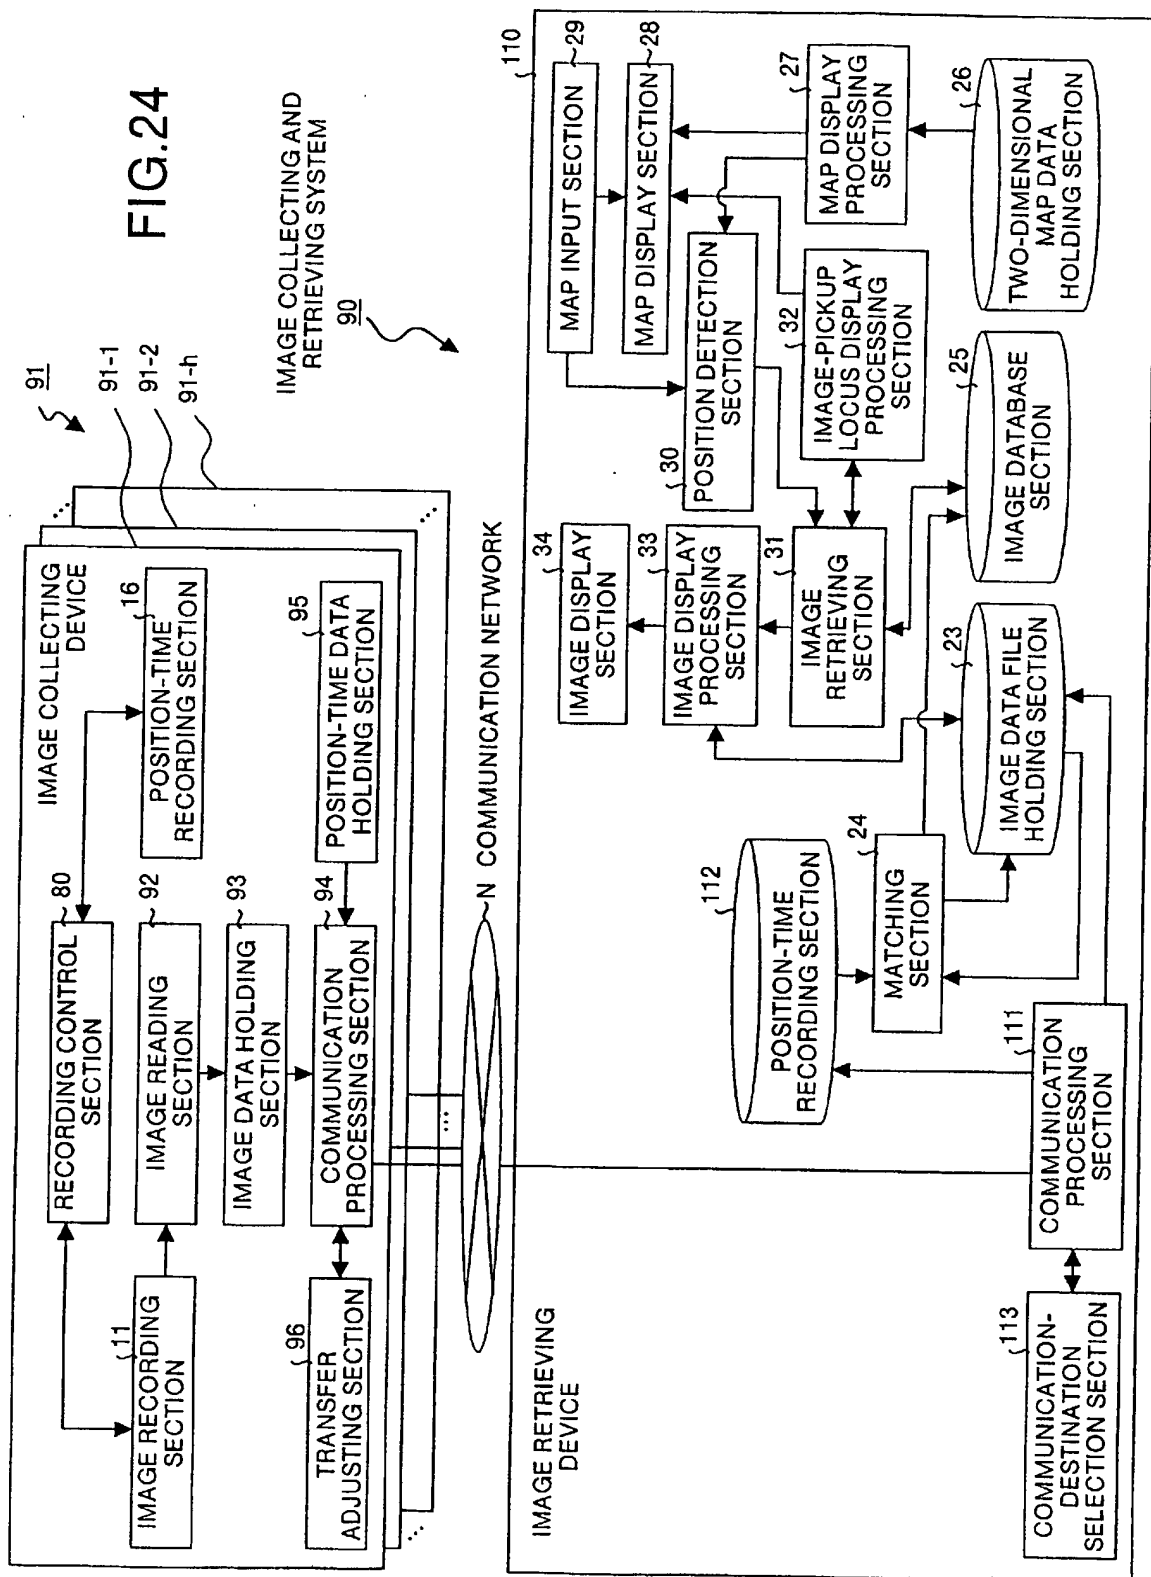 FIG.24
IMAGE COLLECTING AND
RETRIEVING SYSTEM
90
91
91-1
91-2
91-h
IMAGE COLLECTING
DEVICE
80
RECORDING CONTROL
SECTION
16
POSITION-TIME
RECORDING SECTION
11
IMAGE RECORDING
SECTION
92
IMAGE READING
SECTION
93
IMAGE DATA HOLDING
SECTION
96
TRANSFER
ADJUSTING SECTION
94
COMMUNICATION
PROCESSING SECTION
95
POSITION-TIME DATA
HOLDING SECTION
N COMMUNICATION NETWORK
IMAGE RETRIEVING
DEVICE
110
29
MAP INPUT SECTION
28
MAP DISPLAY SECTION
27
MAP DISPLAY
PROCESSING
SECTION
26
TWO-DIMENSIONAL
MAP DATA
HOLDING SECTION
30
POSITION DETECTION
SECTION
32
IMAGE-PICKUP
LOCUS DISPLAY
PROCESSING
SECTION
25
IMAGE DATABASE
SECTION
34
IMAGE DISPLAY
SECTION
33
IMAGE DISPLAY
PROCESSING
SECTION
31
IMAGE
RETRIEVING
SECTION
23
IMAGE DATA FILE
HOLDING SECTION
112
POSITION-TIME
RECORDING SECTION
24
MATCHING
SECTION
111
COMMUNICATION
PROCESSING
SECTION
113
COMMUNICATION-
DESTINATION
SELECTION SECTION